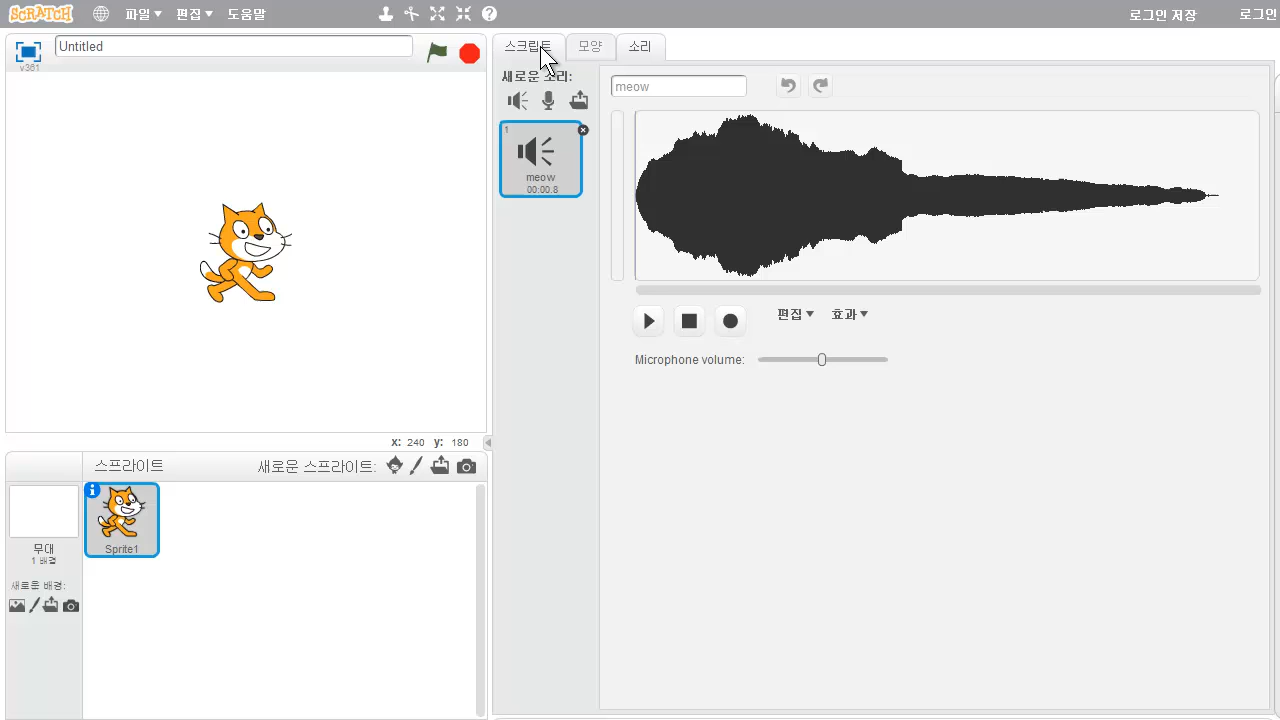 SCRATCH 파일 편집 도움말 로그인 저장 로그인
v361 Untitled
스크립트 모양 소리
새로운 소리:
meow
1
meow
00:00.8
편집 효과
Microphone volume:
x: 240 y: 180
스프라이트 새로운 스프라이트:
Sprite1
무대
1 배경
새로운 배경: